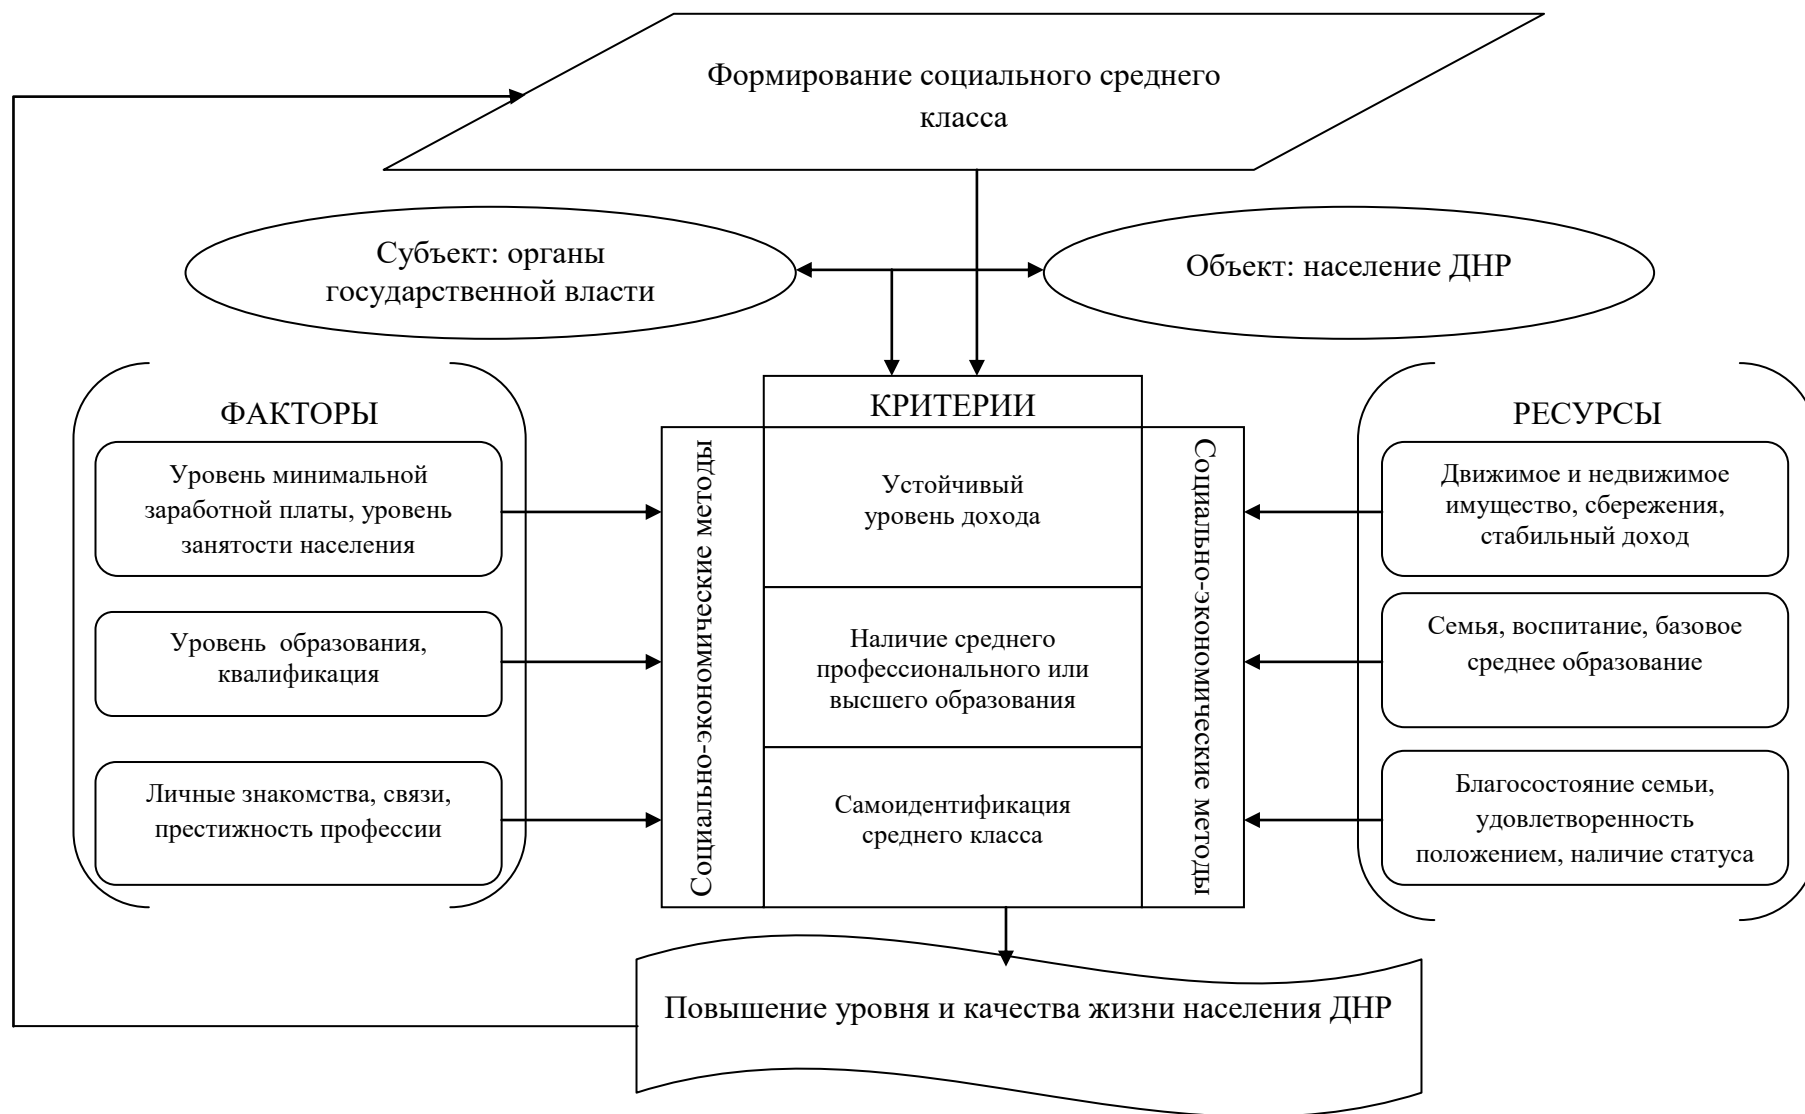 Формирование социального среднего
класса
Субъект: органы
государственной власти
Объект: население ДНР
ФАКТОРЫ
Уровень минимальной
заработной платы, уровень
занятости населения
Уровень  образования,
квалификация
Личные знакомства, связи,
престижность профессии
Социально-экономические методы
КРИТЕРИИ
Устойчивый
уровень дохода
Наличие среднего
профессионального или
высшего образования
Самоидентификация
среднего класса
Социально-экономические методы
РЕСУРСЫ
Движимое и недвижимое
имущество, сбережения,
стабильный доход
Семья, воспитание, базовое
среднее образование
Благосостояние семьи,
удовлетворенность
положением, наличие статуса
Повышение уровня и качества жизни населения ДНР